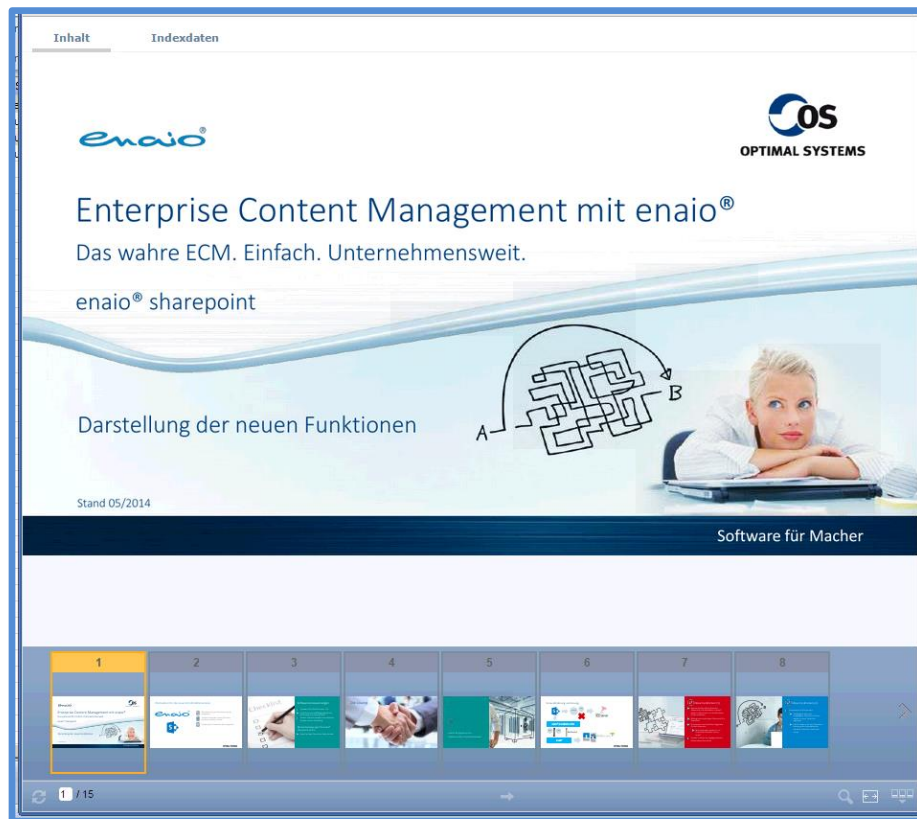 Inhalt Indexdaten
enaio®
OS
OPTIMAL SYSTEMS
Enterprise Content Management mit enaio®
Das wahre ECM. Einfach. Unternehmensweit.
enaio® sharepoint
A B
Darstellung der neuen Funktionen
Stand 05/2014
Software für Macher
1 2 3 4 5 6 7 8
Checklist
1 / 15